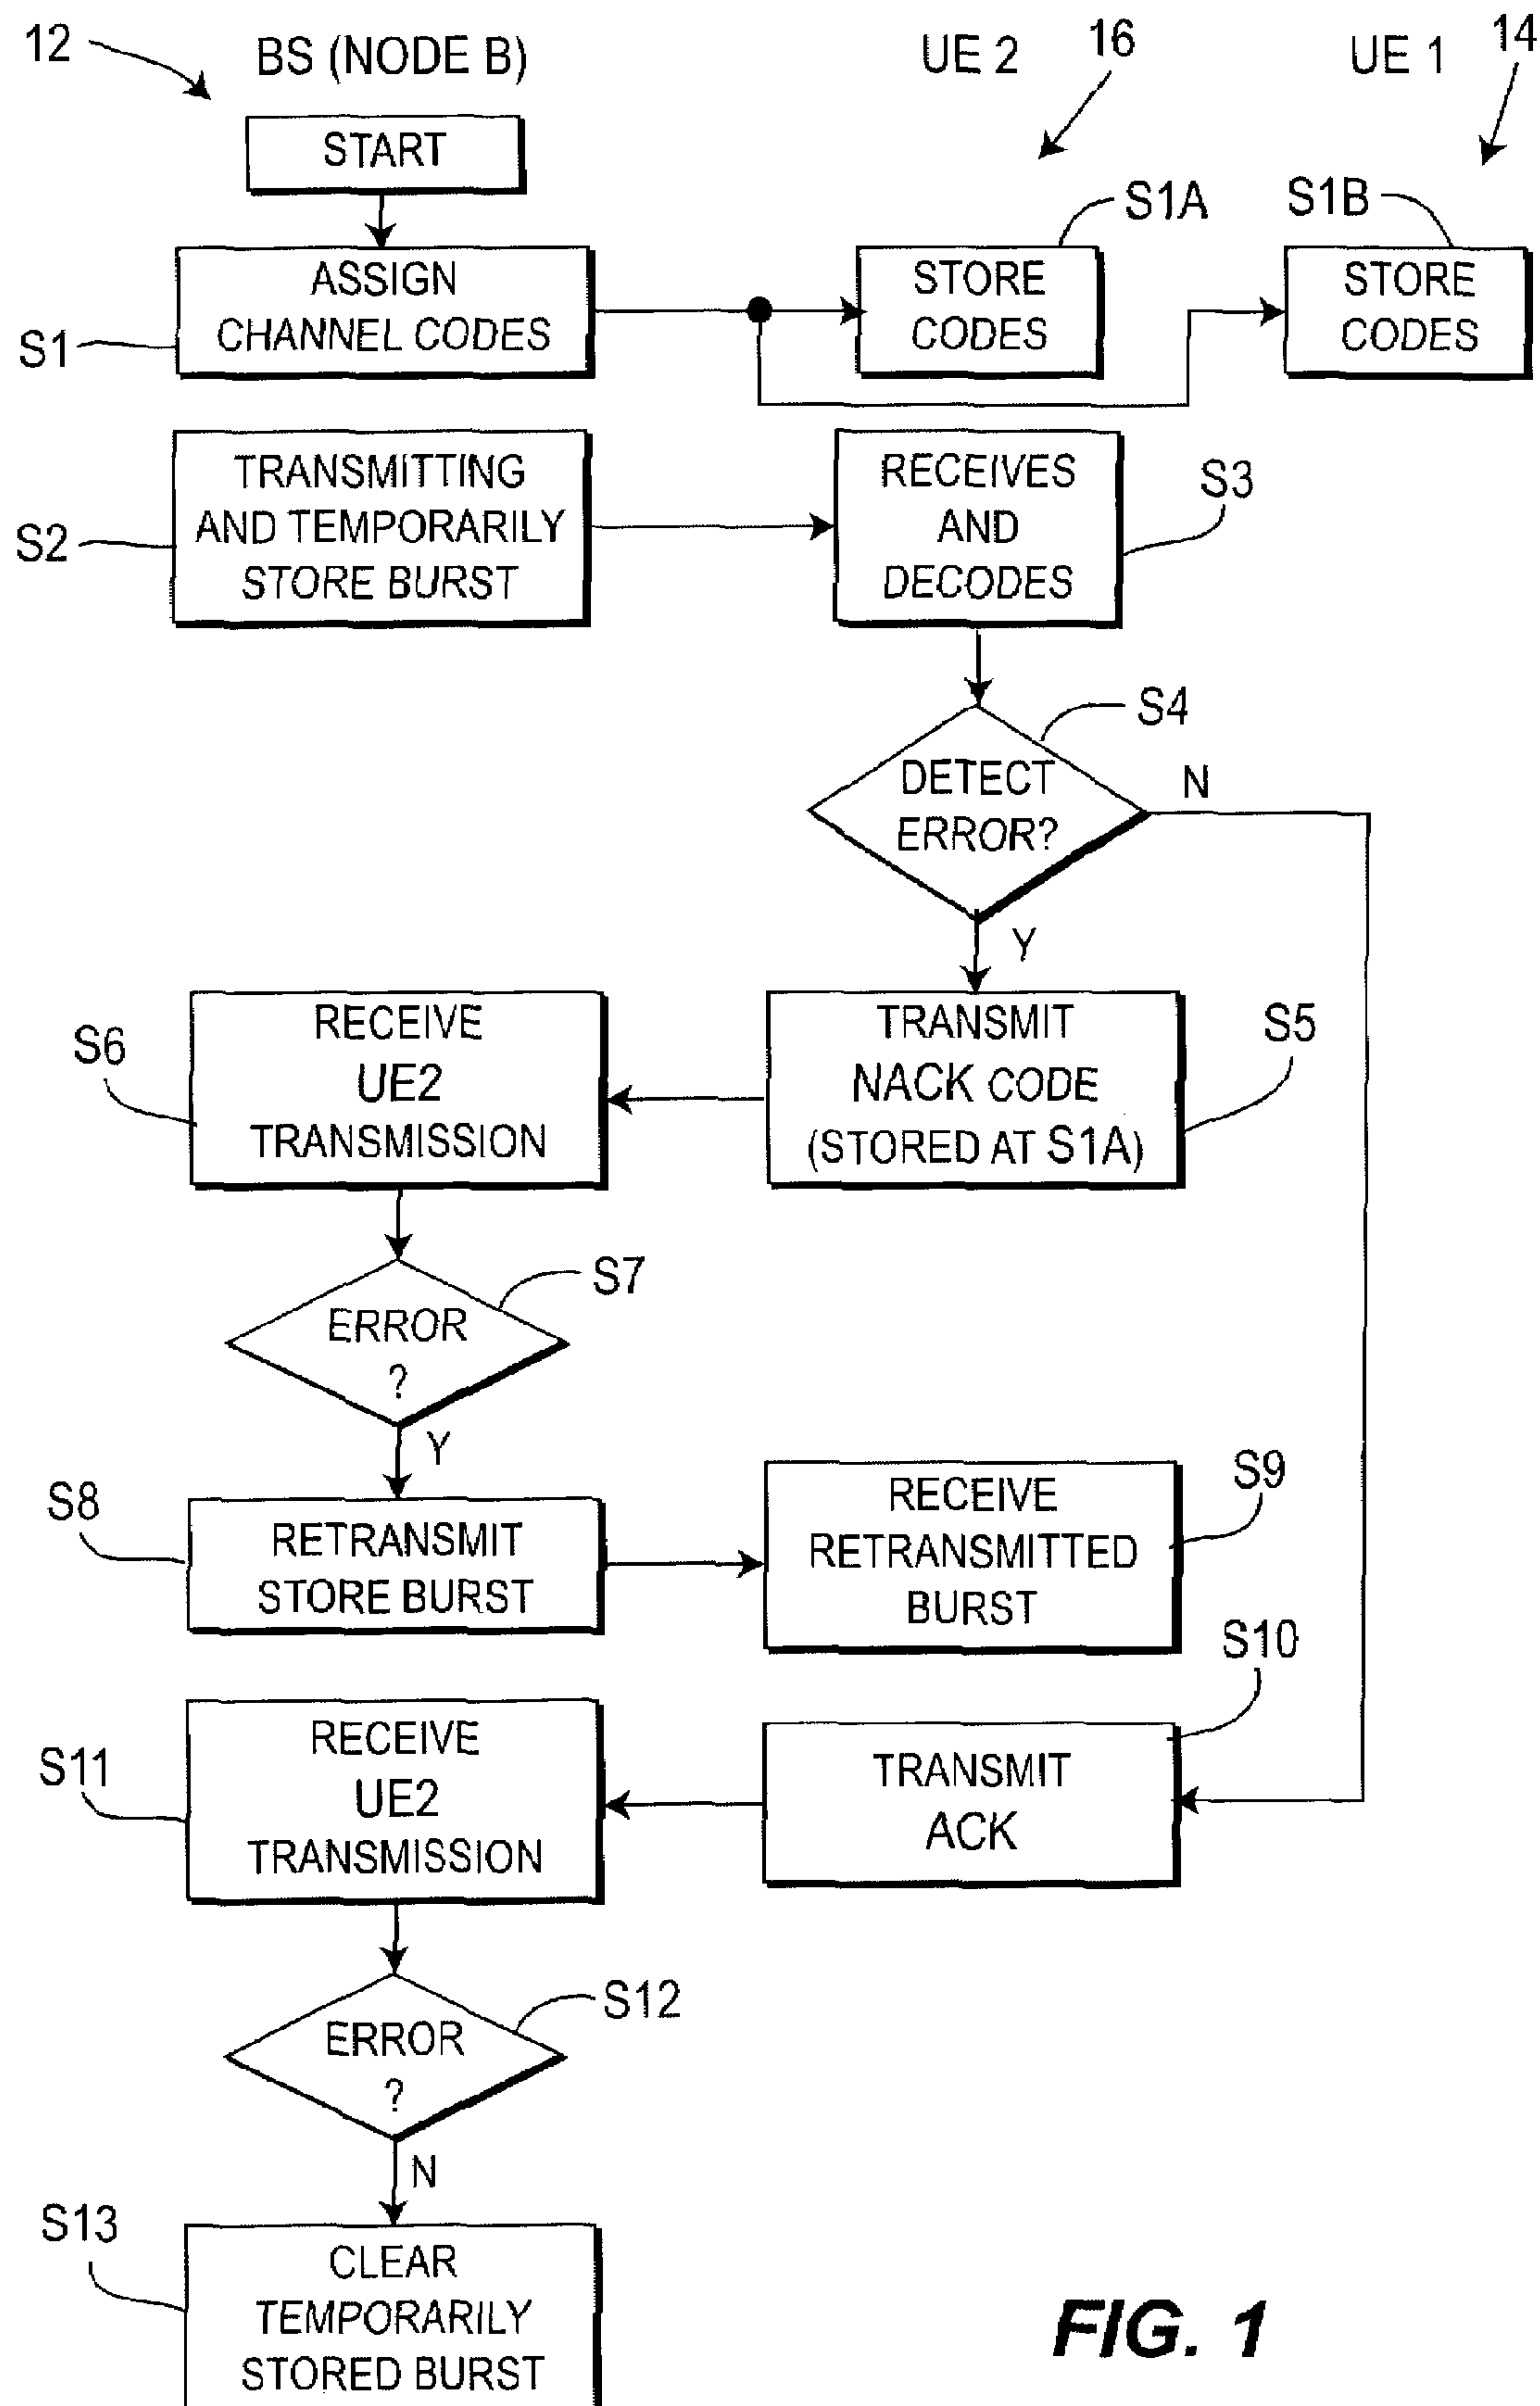 12
BS (NODE B)
UE 2
16
UE 1
14
START
S1A
S1B
ASSIGN
CHANNEL CODES
STORE
CODES
STORE
CODES
S1
TRANSMITTING
AND TEMPORARILY
STORE BURST
S2
RECEIVES
AND
DECODES
S3
S4
DETECT
ERROR?
N
Y
RECEIVE
UE2
TRANSMISSION
S6
TRANSMIT
NACK CODE
(STORED AT S1A)
S5
S7
ERROR
?
Y
S8
RETRANSMIT
STORE BURST
RECEIVE
RETRANSMITTED
BURST
S9
S10
RECEIVE
UE2
TRANSMISSION
S11
TRANSMIT
ACK
S12
ERROR
?
N
S13
CLEAR
TEMPORARILY
STORED BURST
FIG. 1